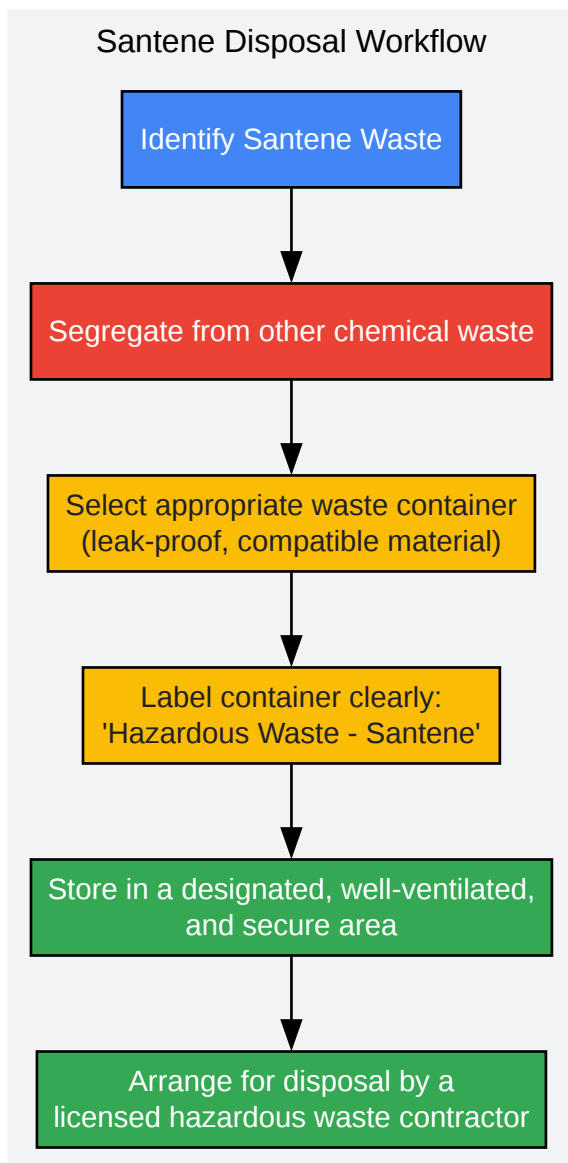 Santene Disposal Workflow
Identify Santene Waste
Segregate from other chemical waste
Select appropriate waste container
(leak-proof, compatible material)
Label container clearly:
'Hazardous Waste - Santene'
Store in a designated, well-ventilated,
and secure area
Arrange for disposal by a
licensed hazardous waste contractor